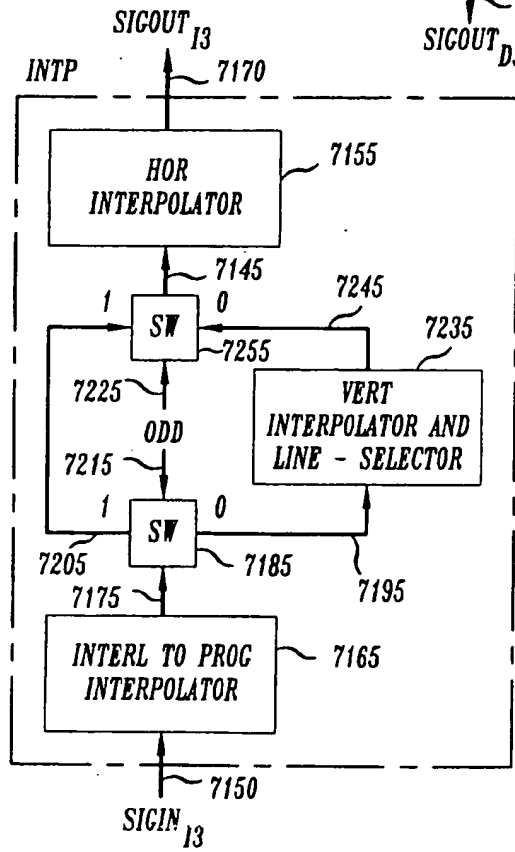 SIGOUT I3
SIGOUT D3
INTP
7170
HOR
INTERPOLATOR
7155
7145
1
0
7245
SW
7255
7235
7225
VERT
INTERPOLATOR AND
LINE - SELECTOR
ODD
7215
1
0
SW
7205
7185
7195
7175
INTERL TO PROG
INTERPOLATOR
7165
7150
SIGIN I3